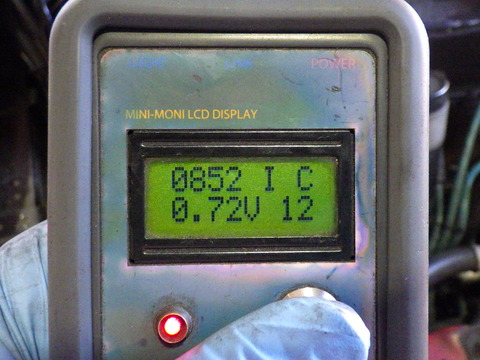 POWER
MINI-MONI LCD DISPLAY
0852 I C
0.72V 12